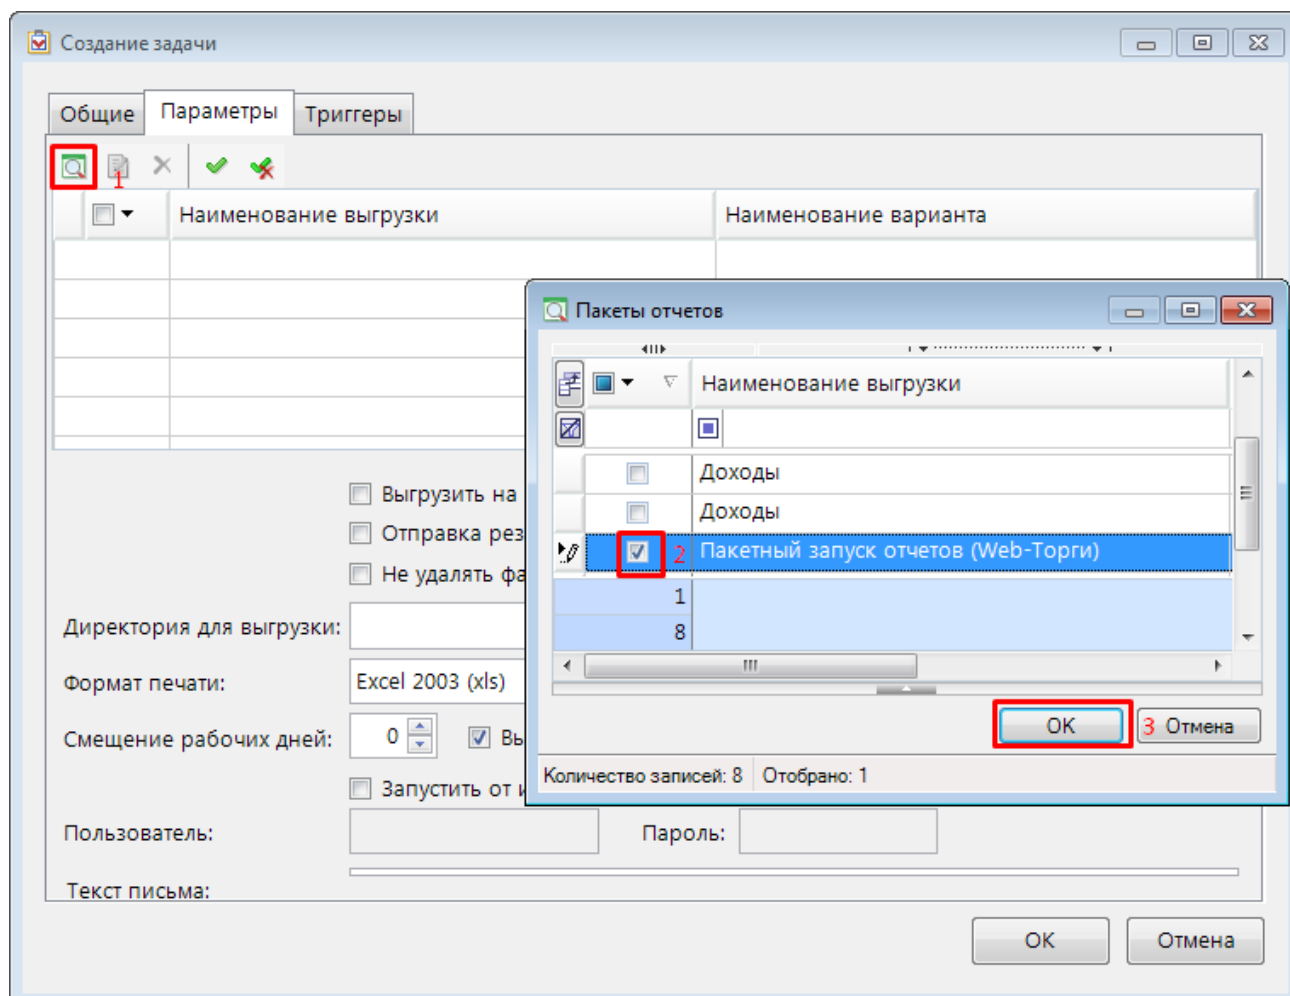 Создание задачи
Общие Параметры Триггеры
1
Наименование выгрузки Наименование варианта
Пакеты отчетов
Наименование выгрузки
Доходы
Доходы
2 Пакетный запуск отчетов (Web-Торги)
1
8
OK 3 Отмена
Количество записей: 8 Отобрано: 1
Выгрузить на
Отправка рез
Не удалять фа
Директория для выгрузки:
Формат печати: Excel 2003 (xls)
Смещение рабочих дней: 0 Вы
Запустить от и
Пользователь: Пароль:
Текст письма:
OK Отмена